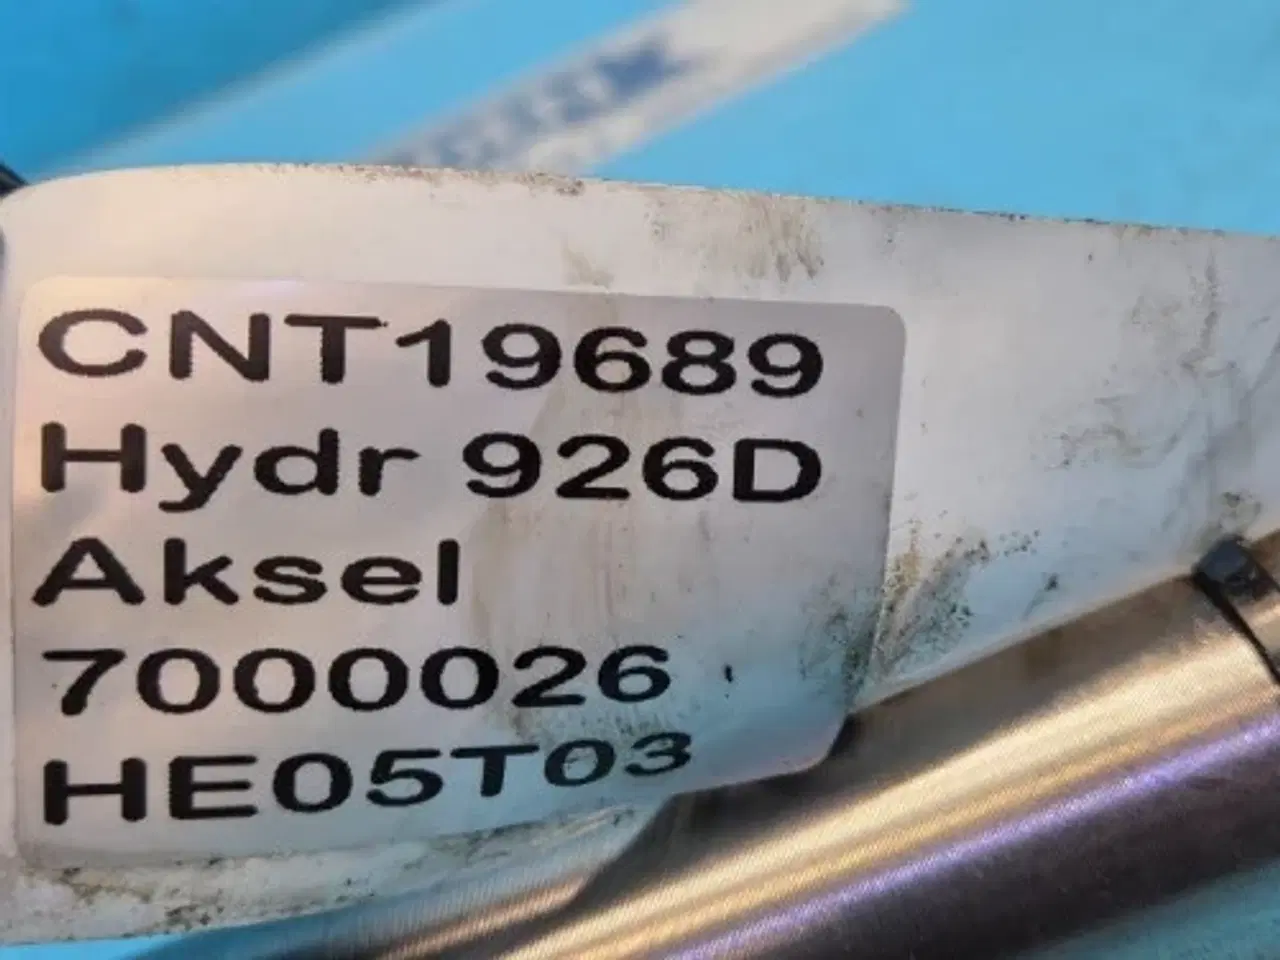 CNT19689
Hydr 926D
Aksel
7000026
HE05T03